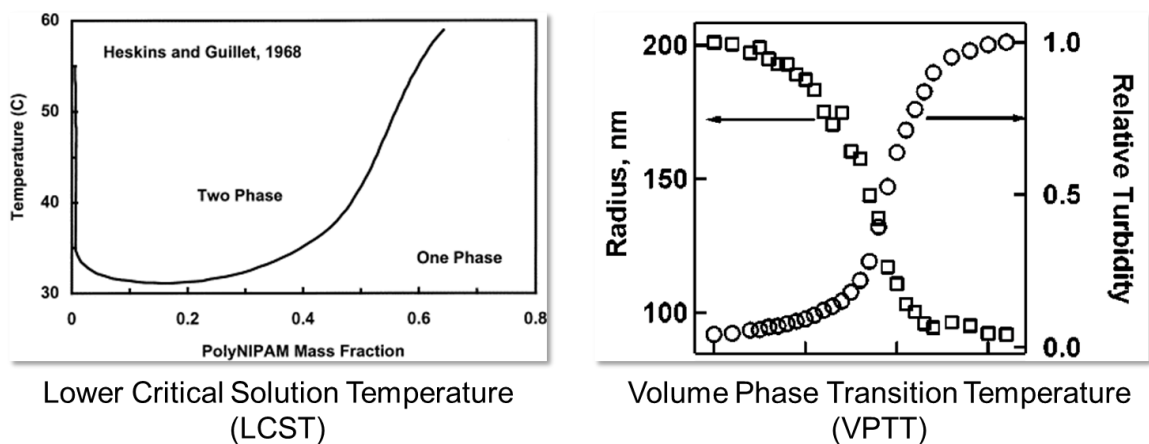 60
50
40
30
Temperature (C)
Heskins and Guillet, 1968
Two Phase
One Phase
0
0.2
0.4
0.6
0.8
PolyNIPAM Mass Fraction
Lower Critical Solution Temperature
(LCST)
200
150
100
Radius, nm
1.0
0.5
0.0
Relative Turbidity
Volume Phase Transition Temperature
(VPTT)